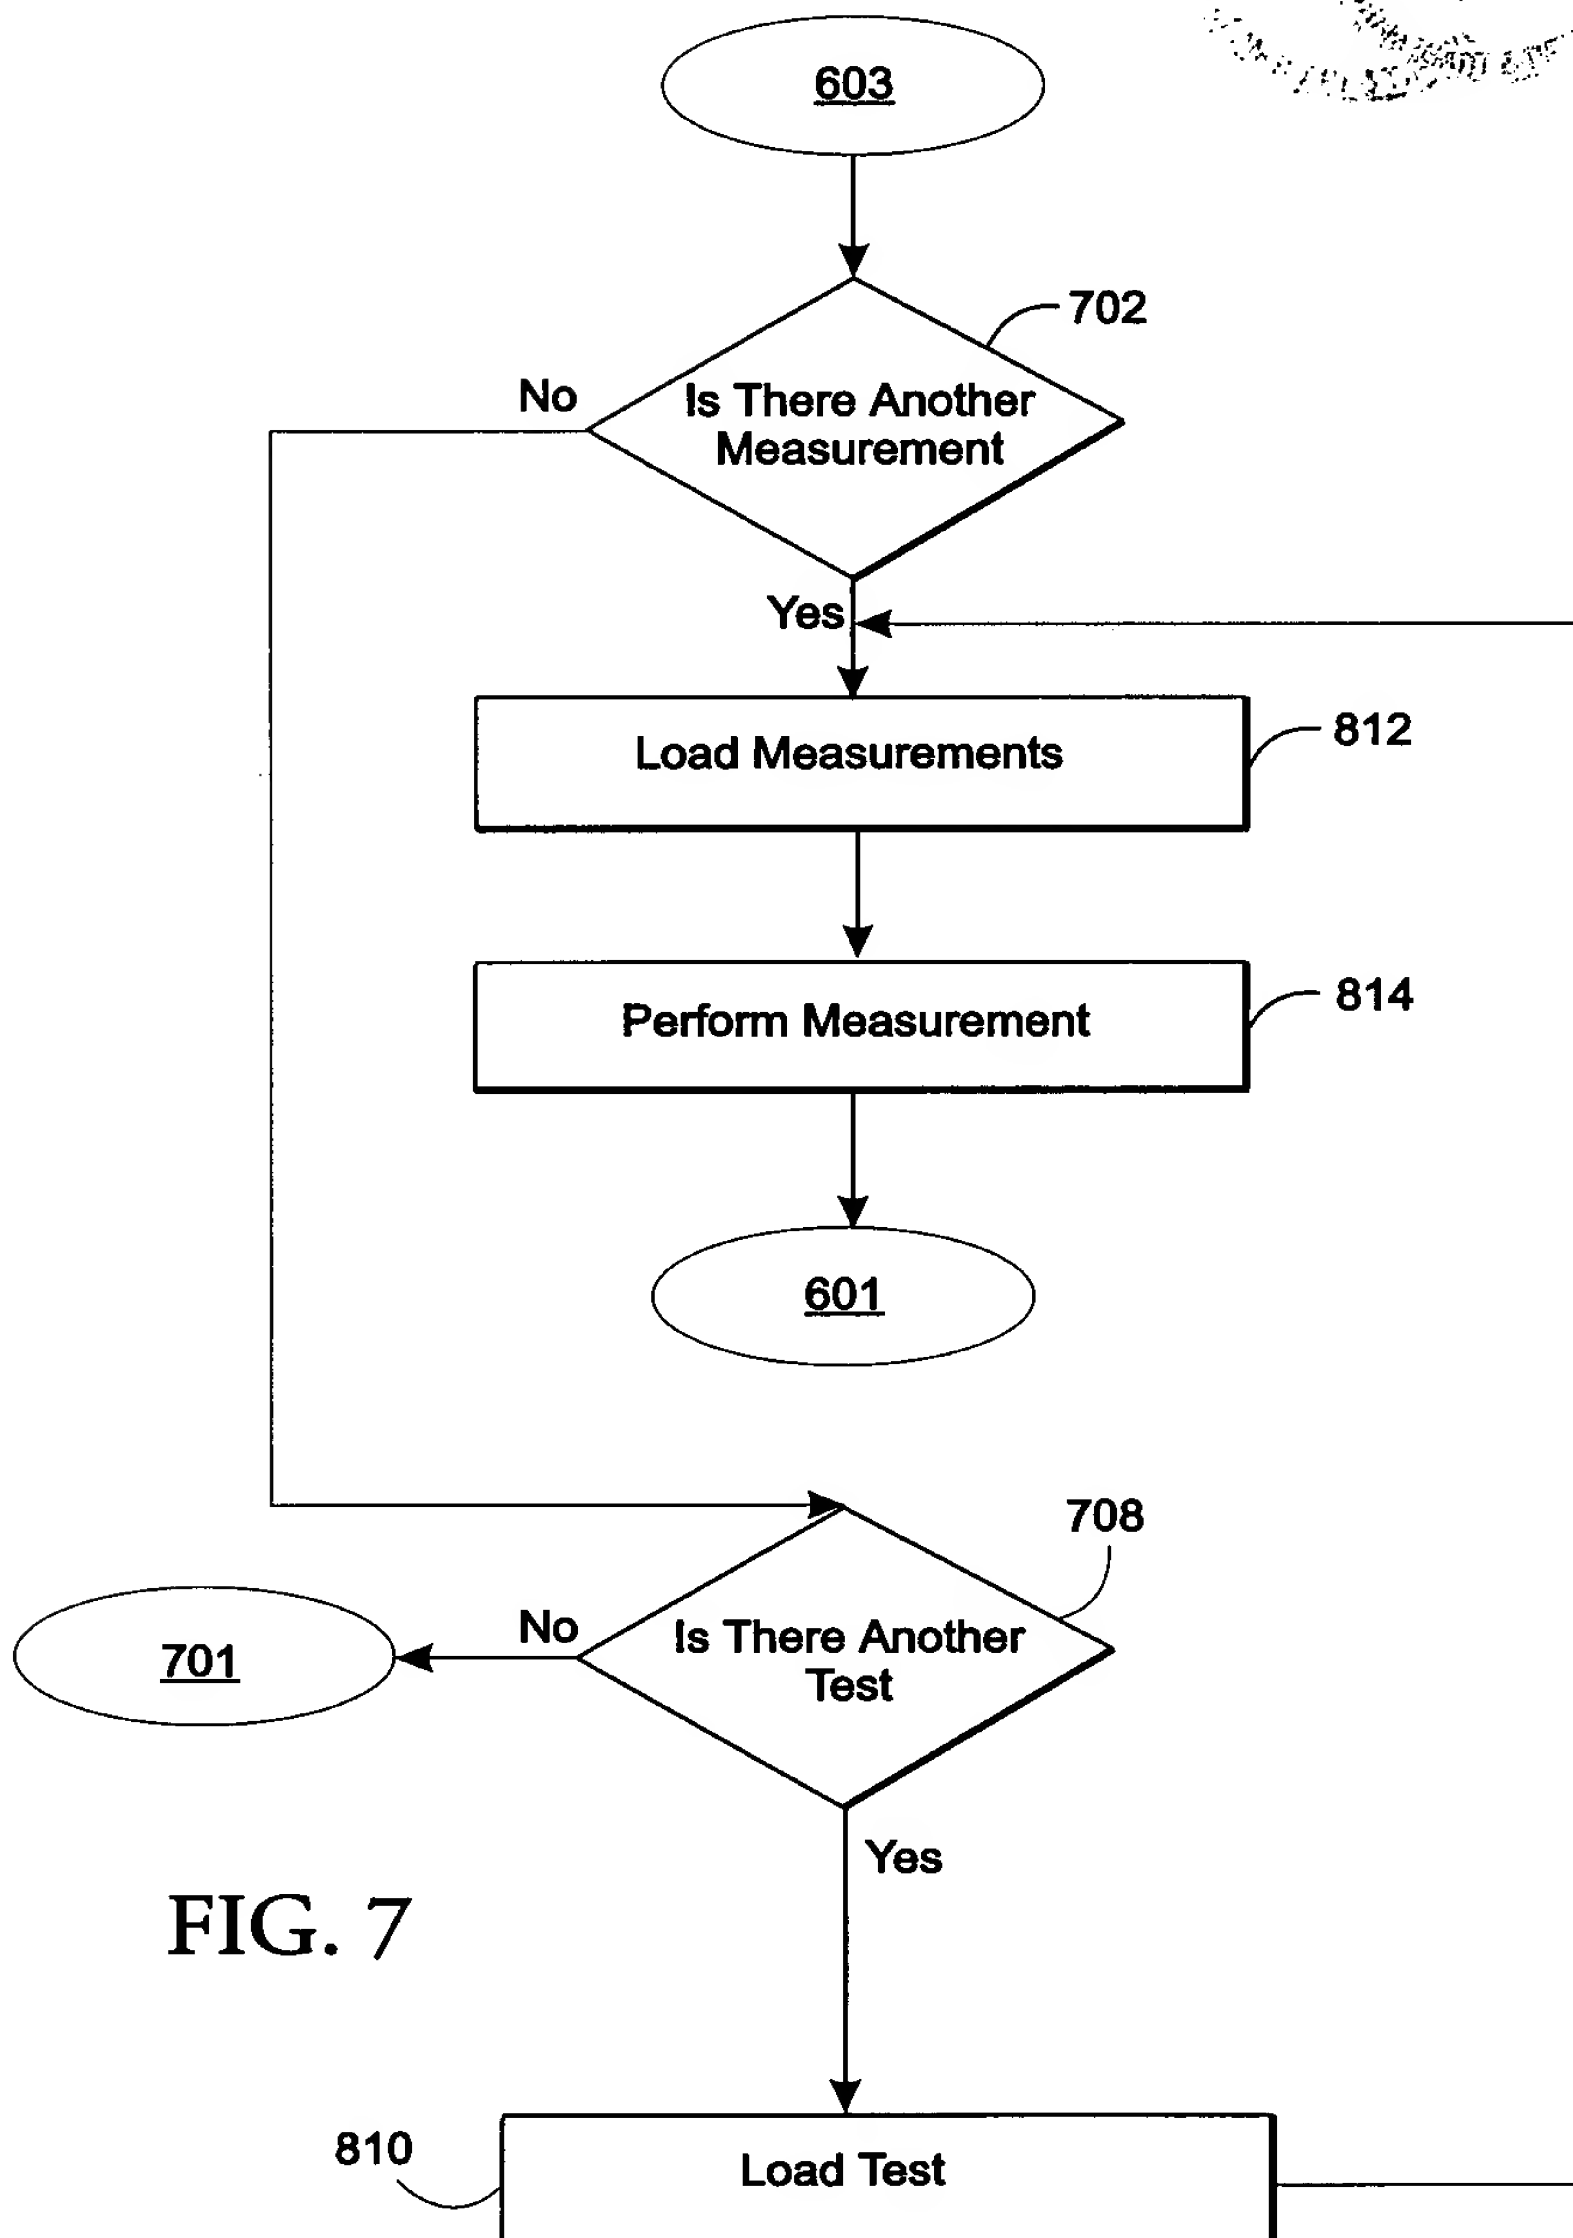 603
702
No
Is There Another
Measurement
Yes
Load Measurements
812
Perform Measurement
814
601
708
No
Is There Another
Test
701
Yes
FIG. 7
810
Load Test